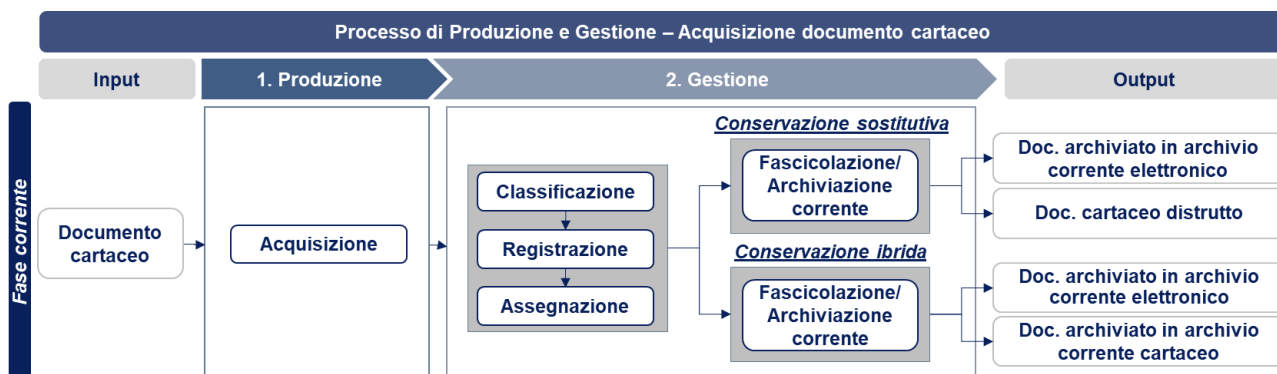 Processo di Produzione e Gestione – Acquisizione documento cartaceo
Input
1. Produzione
2. Gestione
Output
Fase corrente
Documento
cartaceo
Acquisizione
Classificazione
Registrazione
Assegnazione
Conservazione sostitutiva
Fascicolazione/
Archiviazione
corrente
Conservazione ibrida
Fascicolazione/
Archiviazione
corrente
Doc. archiviato in archivio
corrente elettronico
Doc. cartaceo distrutto
Doc. archiviato in archivio
corrente elettronico
Doc. archiviato in archivio
corrente cartaceo